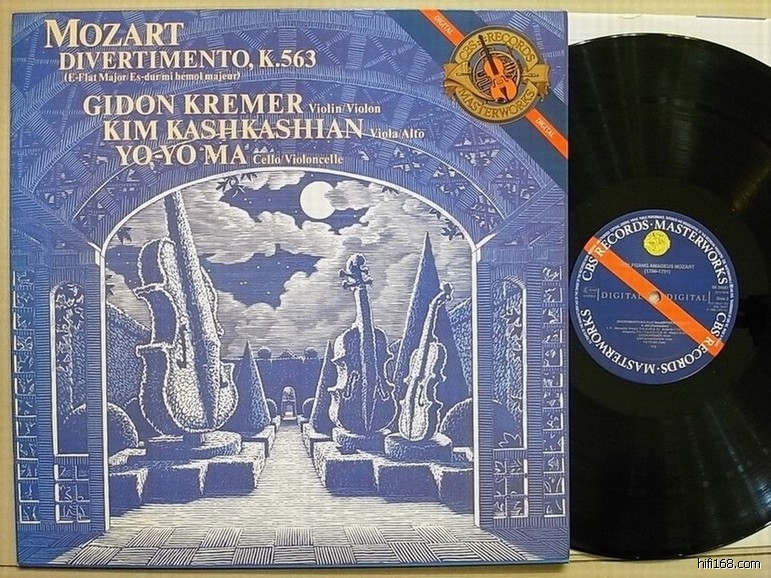 MOZART
DIVERTIMENTO, K.563
(E-Flat Major/Es-dur/mi bémol majeur)
GIDON KREMER Violin/Violon
KIM KASHKASHIAN Viola/Alto
YO-YO MA Cello/Violoncelle
DIGITAL
CBS RECORDS
MASTERWORKS
DIGITAL
CBS RECORDS · MASTERWORKS
CBS RECORDS · MASTERWORKS
WOLFGANG AMADEUS MOZART
(1756-1791)
DIGITAL DIGITAL
hifi168.com